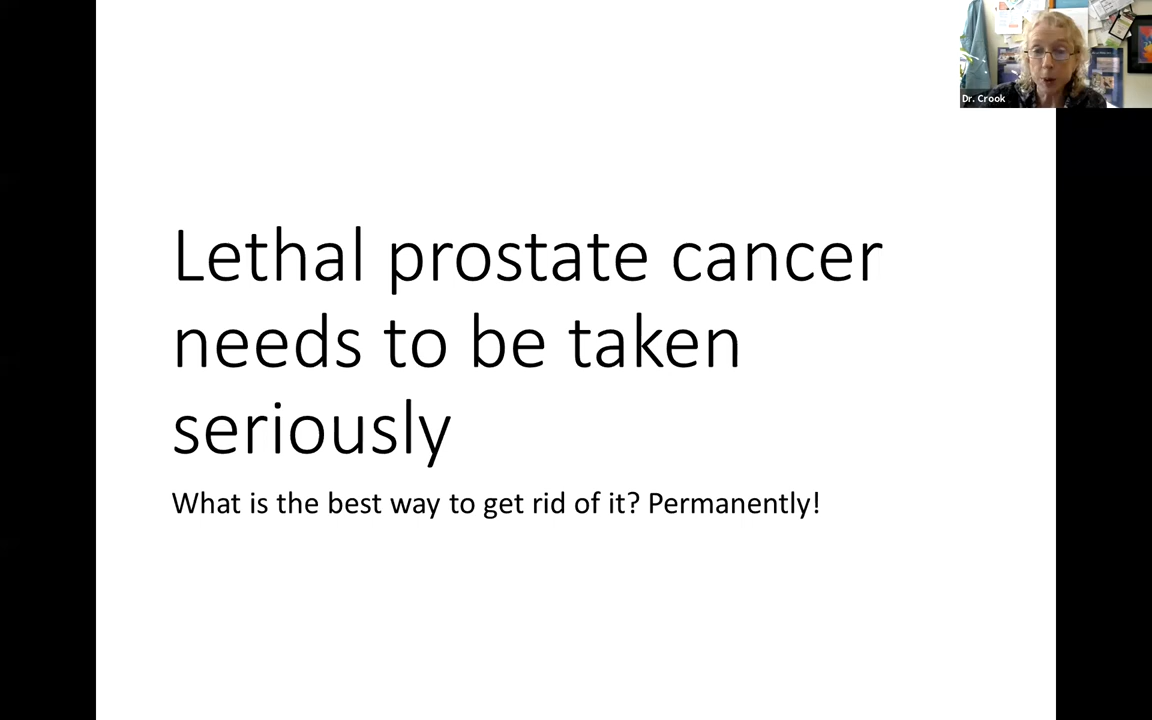 Dr. Crook
Lethal prostate cancer
needs to be taken
seriously
What is the best way to get rid of it? Permanently!